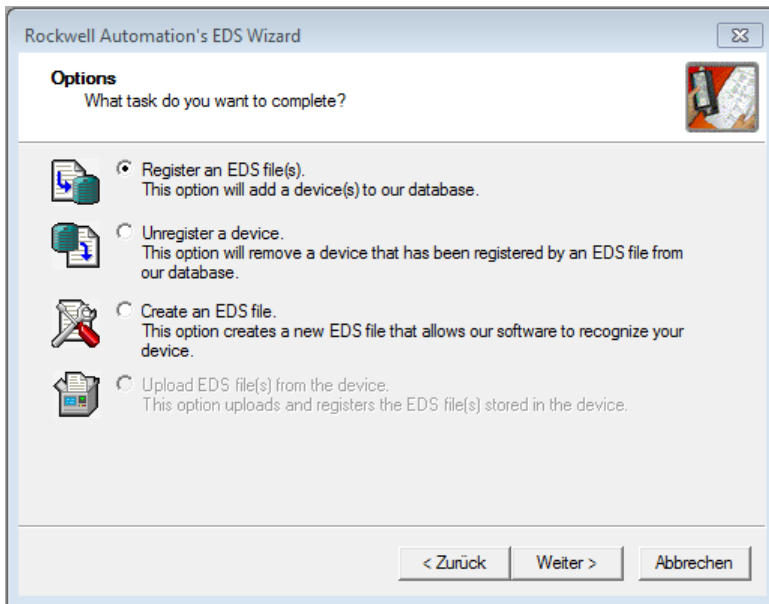 Rockwell Automation's EDS Wizard
Options
What task do you want to complete?
Register an EDS file(s).
This option will add a device(s) to our database.
Unregister a device.
This option will remove a device that has been registered by an EDS file from
our database.
Create an EDS file.
This option creates a new EDS file that allows our software to recognize your
device.
Upload EDS file(s) from the device.
This option uploads and registers the EDS file(s) stored in the device.
< Zurück
Weiter >
Abbrechen